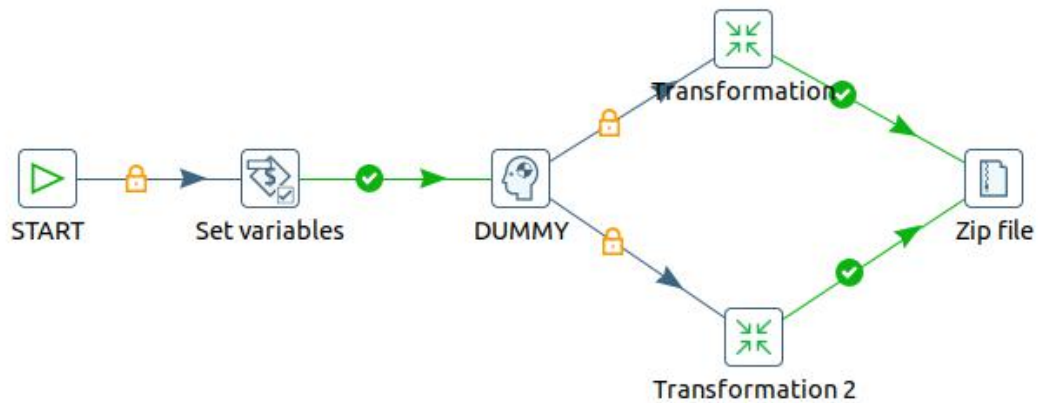 Transformation
START
Set variables
DUMMY
Zip file
Transformation 2